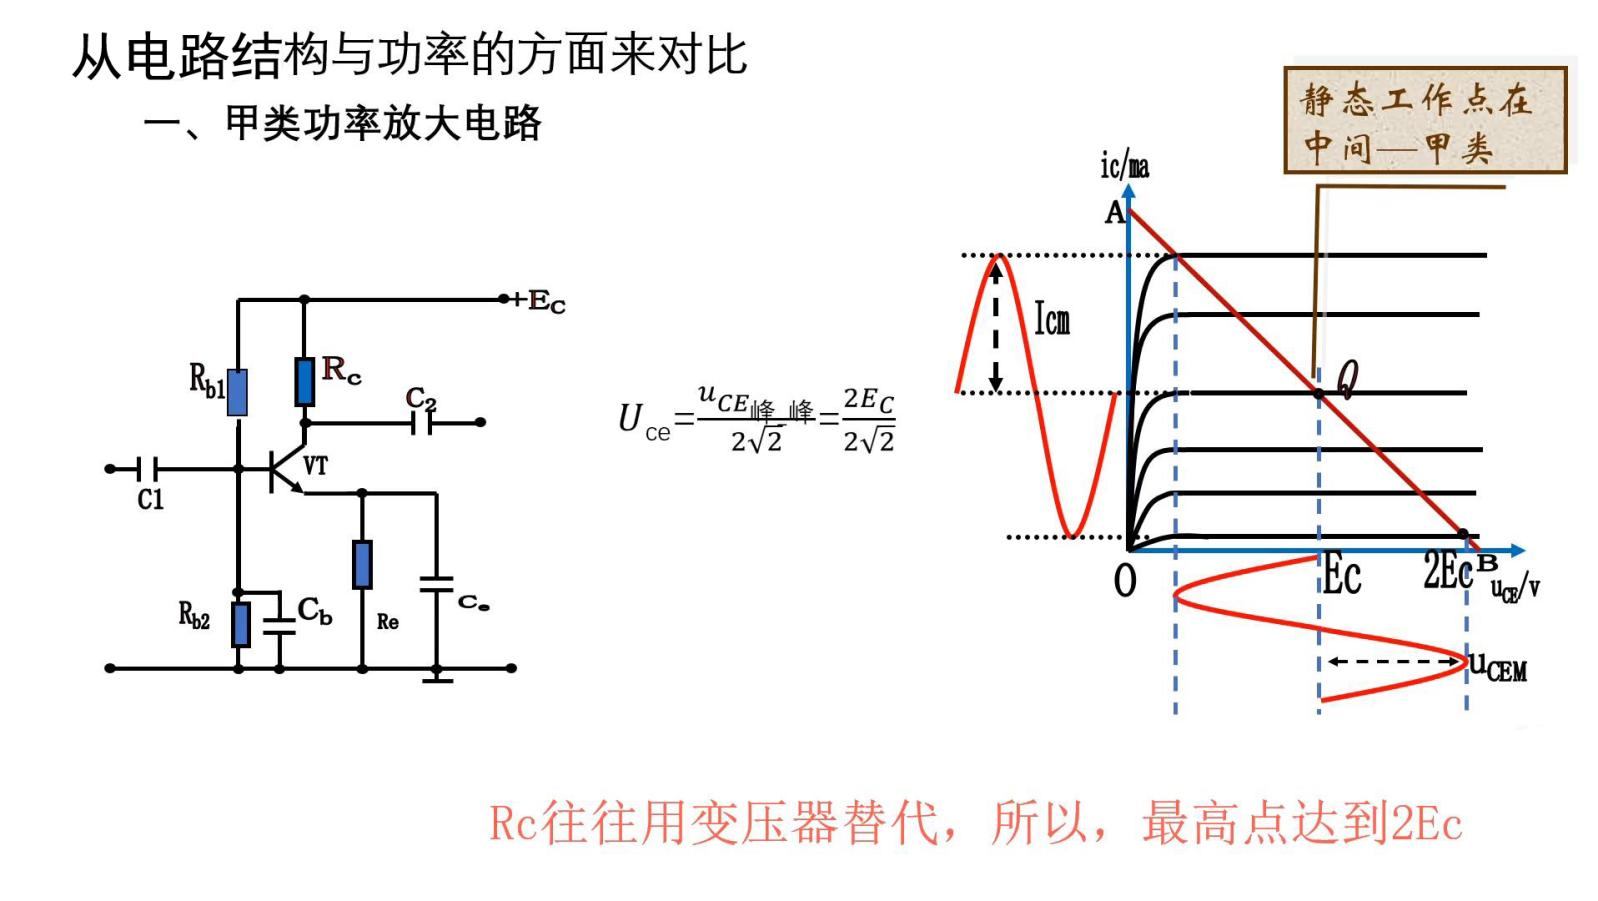 从电路结构与功率的方面来对比
一、甲类功率放大电路
静态工作点在
中间—甲类
ic/ma
A
Icm
Q
+EC
Rb1
Rc
C2
VT
C1
Uce=uCE峰_峰/2√2=2EC/2√2
Rb2
Cb
Re
Ce
O
Ec
2Ec
B
uCE/v
uCEM
Rc往往用变压器替代，所以，最高点达到2Ec